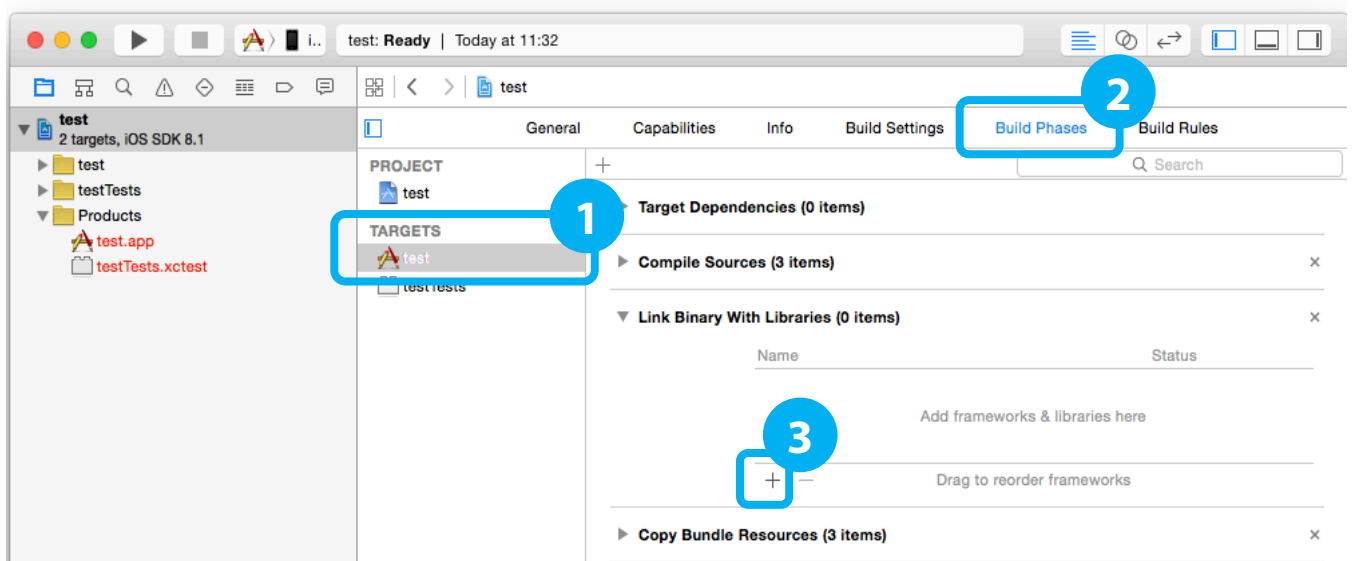 i..
test: Ready | Today at 11:32
test
2
test
2 targets, iOS SDK 8.1
General Capabilities Info Build Settings Build Phases Build Rules
test
PROJECT
Search
testTests
test
Products
1
Target Dependencies (0 items)
TARGETS
test.app
test
Compile Sources (3 items)
testTests.xctest
testTests
Link Binary With Libraries (0 items)
Name Status
Add frameworks & libraries here
3
Drag to reorder frameworks
Copy Bundle Resources (3 items)